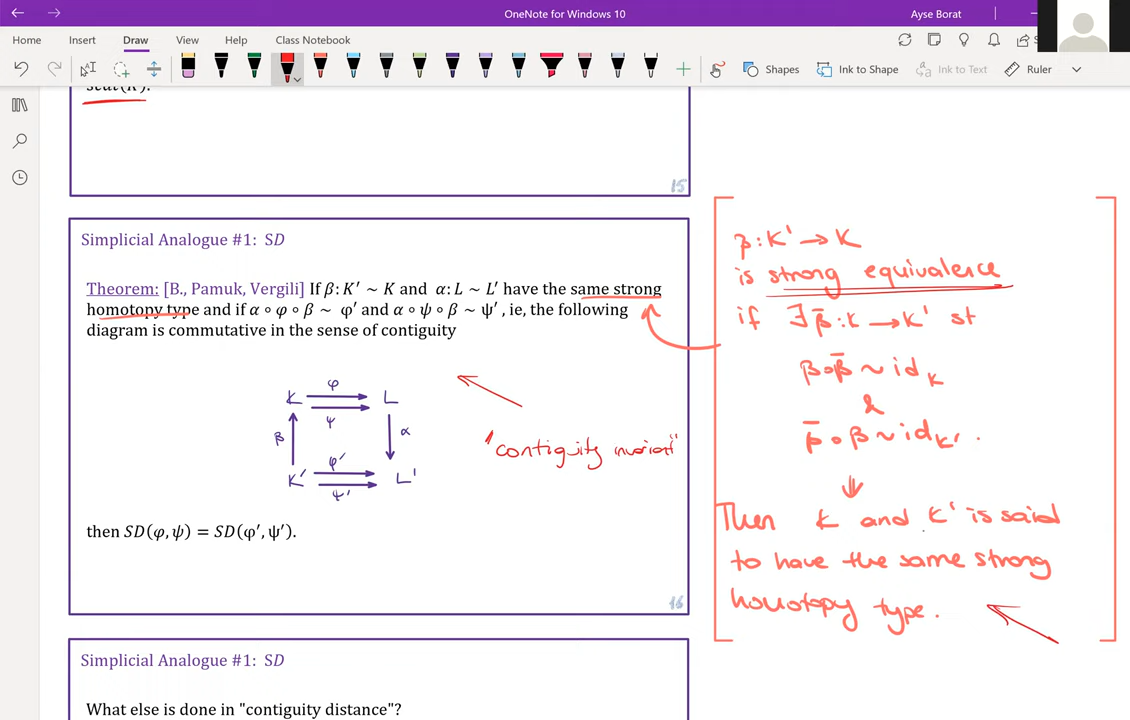 OneNote for Windows 10
Ayse Borat
Home Insert Draw View Help Class Notebook
Shapes Ink to Shape Ink to Text Ruler
scat(K).
15
Simplicial Analogue #1: SD
Theorem: [B., Pamuk, Vergili] If β: K′ ~ K and α: L ~ L′ have the same strong
homotopy type and if α ∘ φ ∘ β ~ φ′ and α ∘ ψ ∘ β ~ ψ′, ie, the following
diagram is commutative in the sense of contiguity
K φ L
ψ
β α
K′ φ′ L′
ψ′
"contiguity invariant"
then SD(φ, ψ) = SD(φ′, ψ′).
16
β : K' → K
is strong equivalence
if ∃ β̄ : K → K' st
β∘β̄ ~ id_K
&
β̄∘β ~ id_K'.
⇓
Then K and K' is said
to have the same strong
homotopy type.
Simplicial Analogue #1: SD
What else is done in "contiguity distance"?